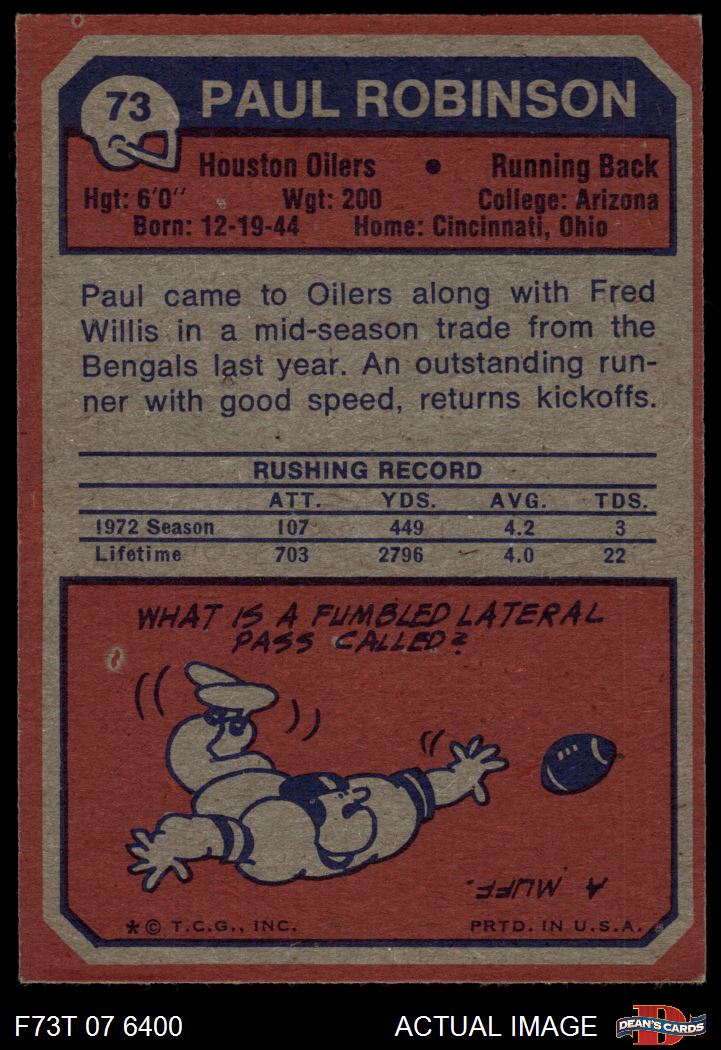 73
PAUL ROBINSON
Houston Oilers • Running Back
Hgt: 6'0" Wgt: 200 College: Arizona
Born: 12-19-44 Home: Cincinnati, Ohio
Paul came to Oilers along with Fred
Willis in a mid-season trade from the
Bengals last year. An outstanding run-
ner with good speed, returns kickoffs.
RUSHING RECORD
ATT. YDS. AVG. TDS.
1972 Season 107 449 4.2 3
Lifetime 703 2796 4.0 22
WHAT IS A FUMBLED LATERAL
PASS CALLED?
A MUFF.
*© T.C.G., INC. PRTD. IN U.S.A.
F73T 07 6400 ACTUAL IMAGE D DEAN'S CARDS